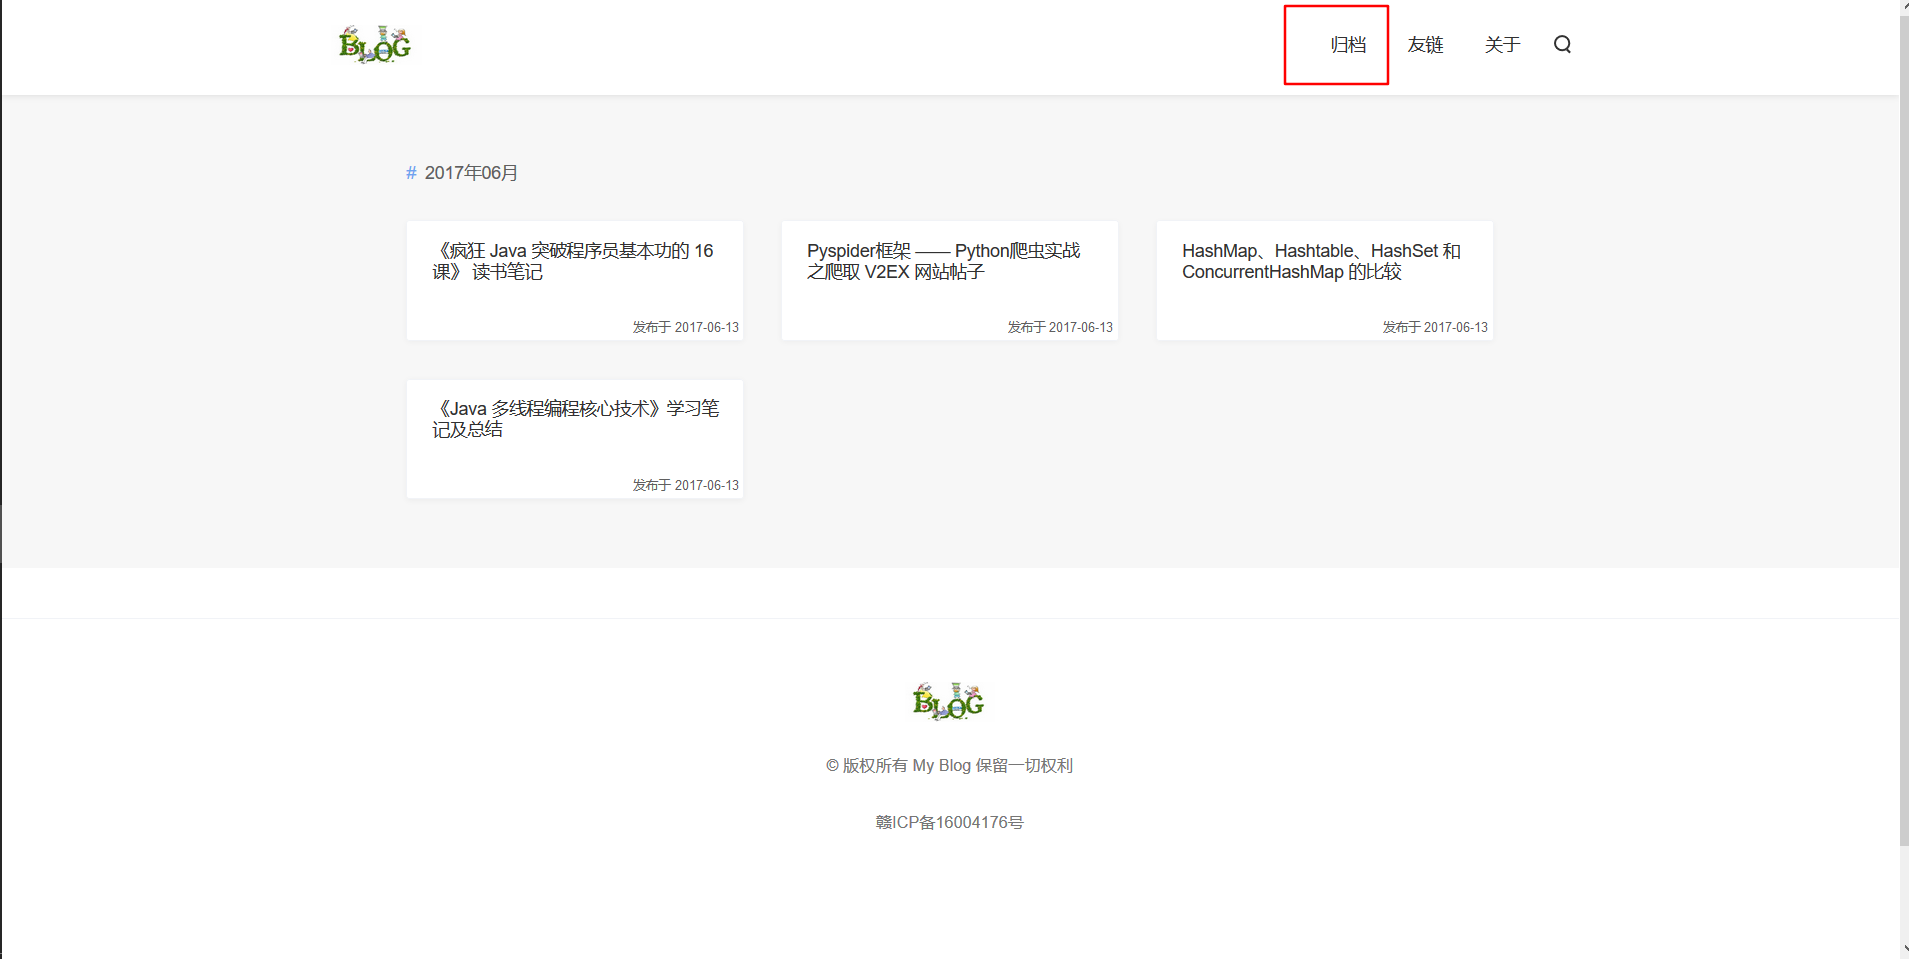 BLOG
归档 友链 关于
# 2017年06月
《疯狂 Java 突破程序员基本功的 16
课》 读书笔记
发布于 2017-06-13
Pyspider框架 —— Python爬虫实战
之爬取 V2EX 网站帖子
发布于 2017-06-13
HashMap、Hashtable、HashSet 和
ConcurrentHashMap 的比较
发布于 2017-06-13
《Java 多线程编程核心技术》学习笔
记及总结
发布于 2017-06-13
BLOG
© 版权所有 My Blog 保留一切权利
赣ICP备16004176号